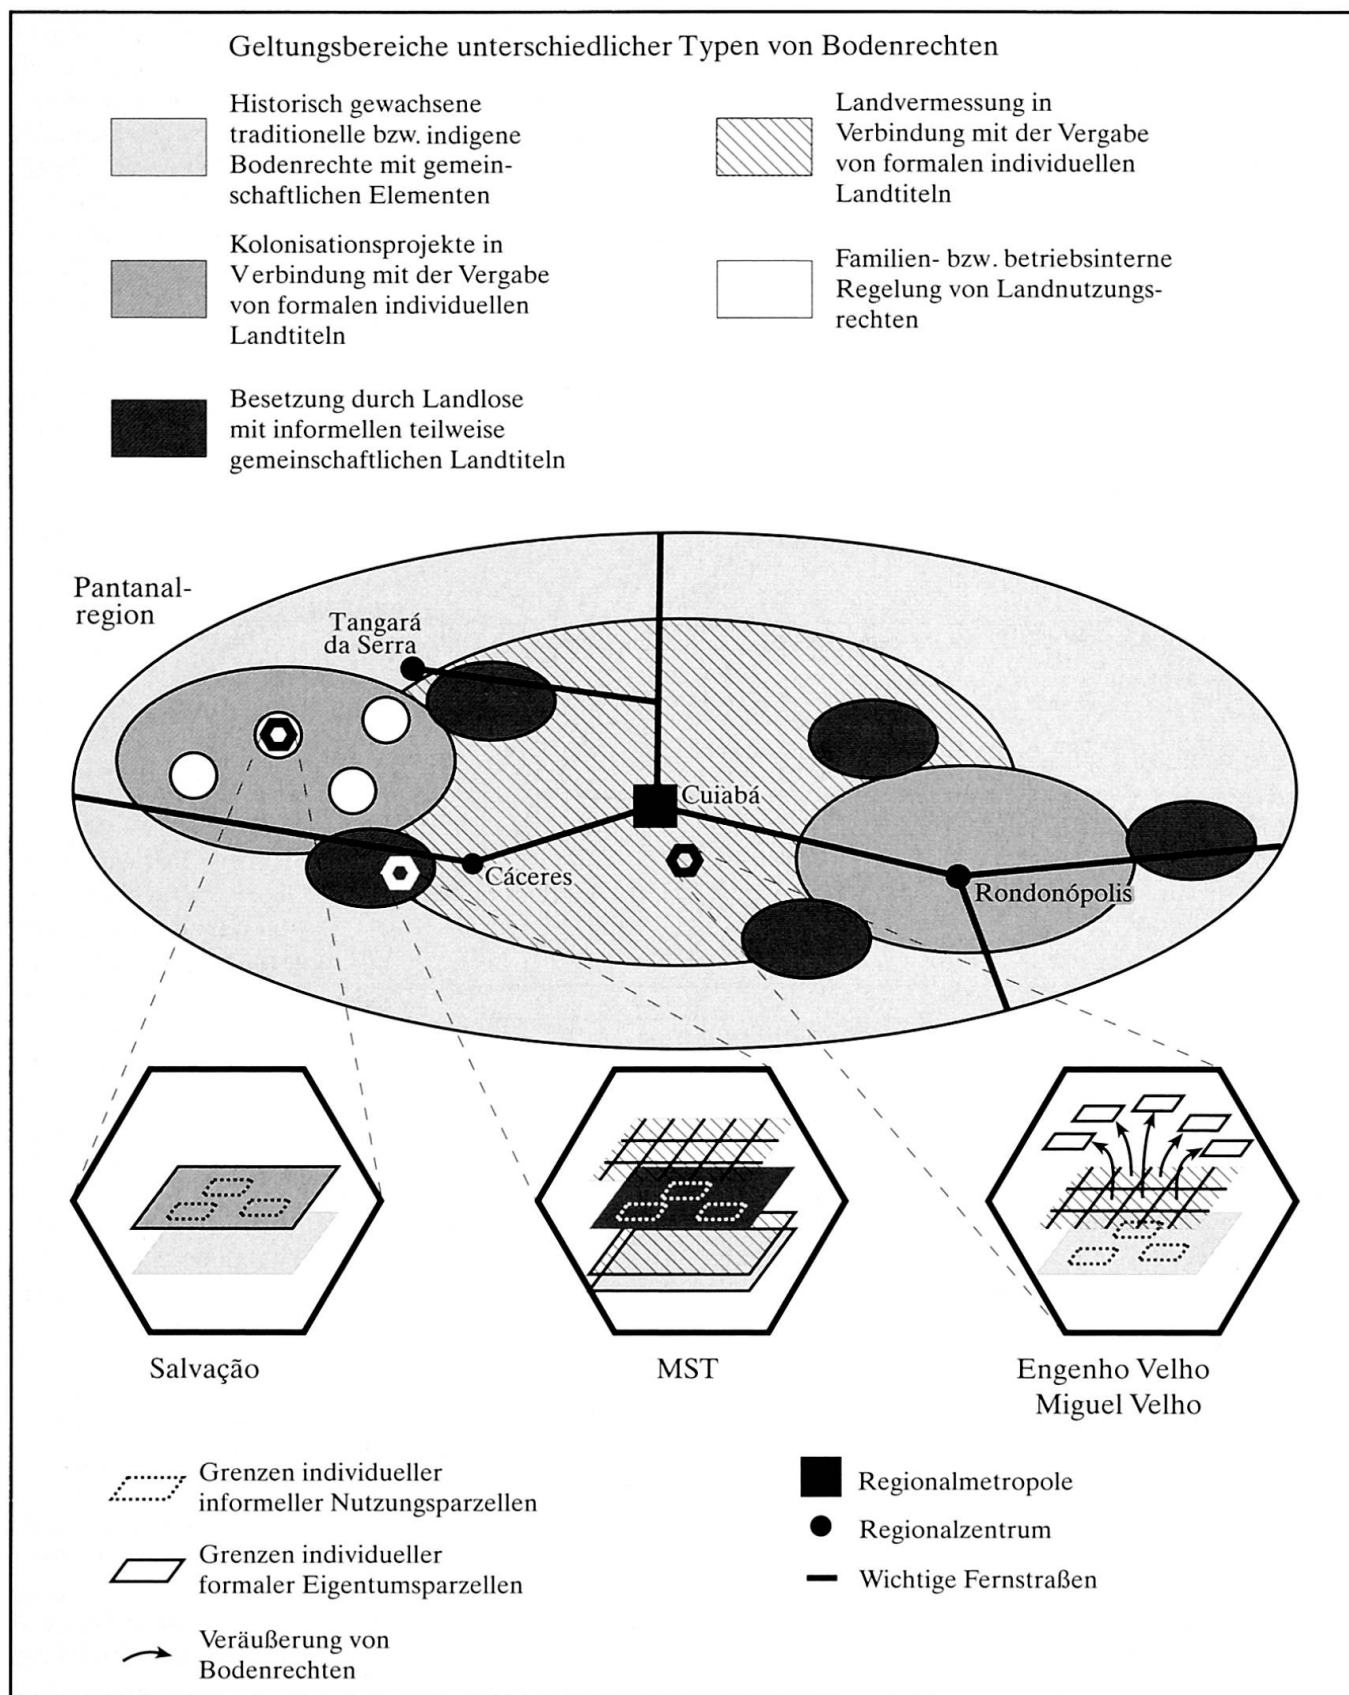 Geltungsbereiche unterschiedlicher Typen von Bodenrechten
Historisch gewachsene
traditionelle bzw. indigene
Bodenrechte mit gemein-
schaftlichen Elementen
Kolonisationsprojekte in
Verbindung mit der Vergabe
von formalen individuellen
Landtiteln
Besetzung durch Landlose
mit informellen teilweise
gemeinschaftlichen Landtiteln
Landvermessung in
Verbindung mit der Vergabe
von formalen individuellen
Landtiteln
Familien- bzw. betriebsinterne
Regelung von Landnutzungs-
rechten
Pantanal-
region
Tangará
da Serra
Cuiabá
Cáceres
Rondonópolis
Salvação
MST
Engenho Velho
Miguel Velho
Grenzen individueller
informeller Nutzungsparzellen
Grenzen individueller
formaler Eigentumsparzellen
Veräußerung von
Bodenrechten
Regionalmetropole
Regionalzentrum
Wichtige Fernstraßen